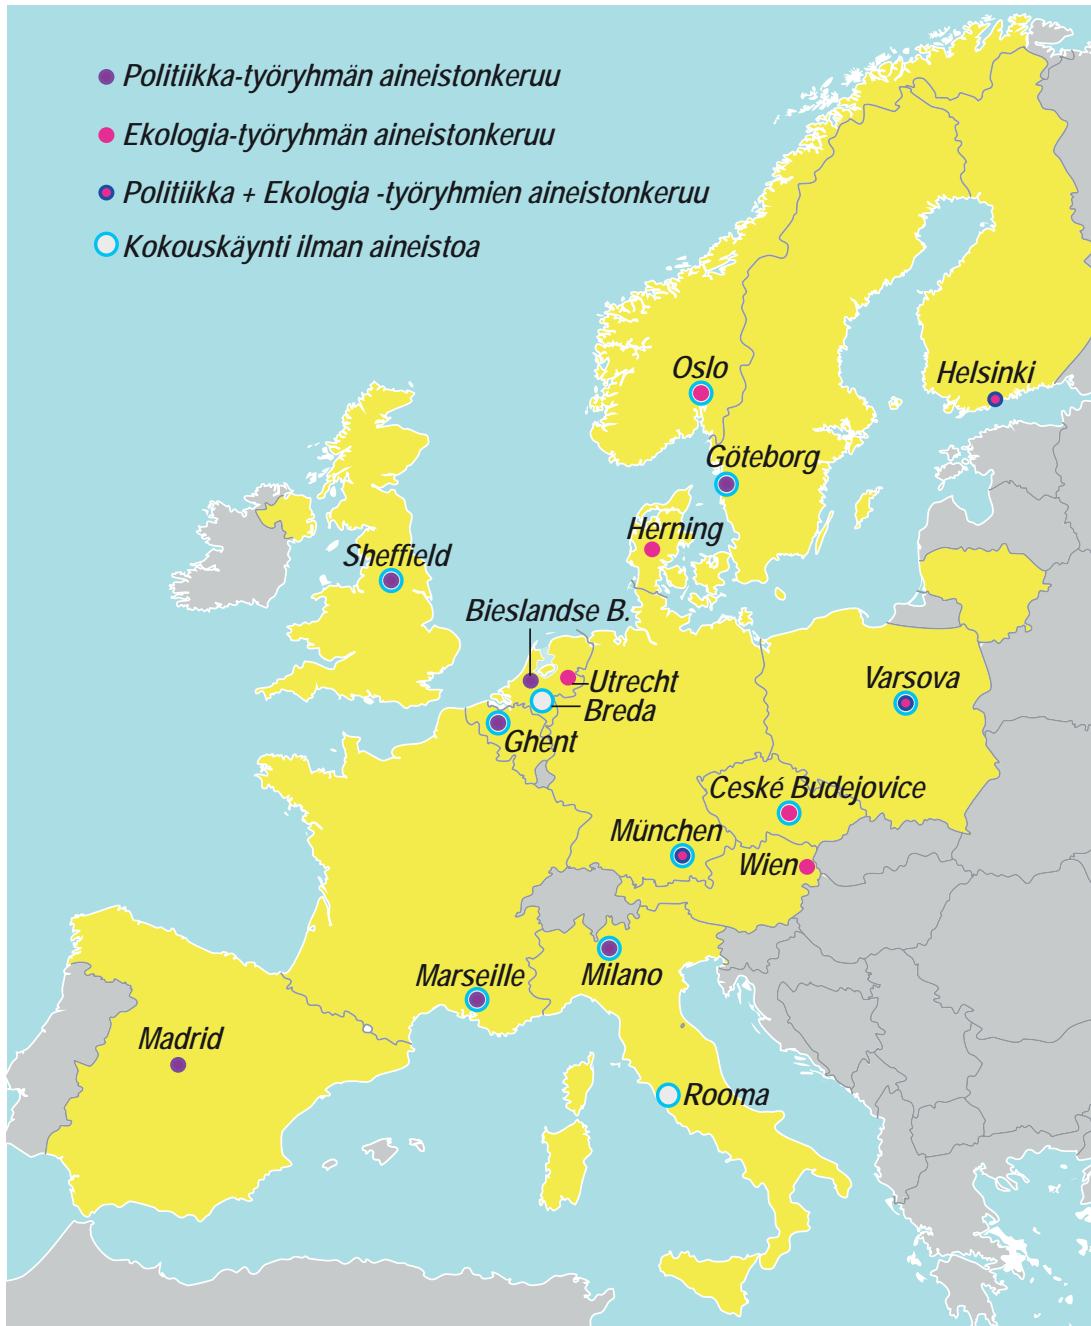 Politiikka-työryhmän aineistonkeruu
Ekologia-työryhmän aineistonkeruu
Politiikka + Ekologia -työryhmien aineistonkeruu
Kokouskäynti ilman aineistoa
Oslo
Helsinki
Göteborg
Herning
Sheffield
Bieslandse B.
Utrecht
Varsova
Breda
Ghent
Ceské Budejovice
München
Wien
Marseille
Milano
Madrid
Rooma